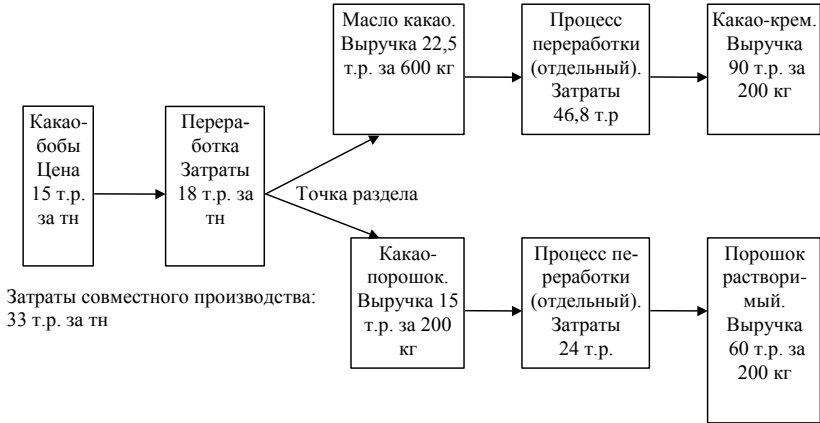 Масло какао.
Выручка 22,5
т.р. за 600 кг
Процесс
переработки
(отдельный).
Затраты
46,8 т.р
Какао-крем.
Выручка
90 т.р. за
200 кг
Какао-
бобы
Цена
15 т.р.
за тн
Перера-
ботка
Затраты
18 т.р. за
тн
Точка раздела
Затраты совместного производства:
33 т.р. за тн
Какао-
порошок.
Выручка 15
т.р. за 200
кг
Процесс пе-
реработки
(отдельный).
Затраты
24 т.р.
Порошок
раствори-
мый.
Выручка
60 т.р. за
200 кг